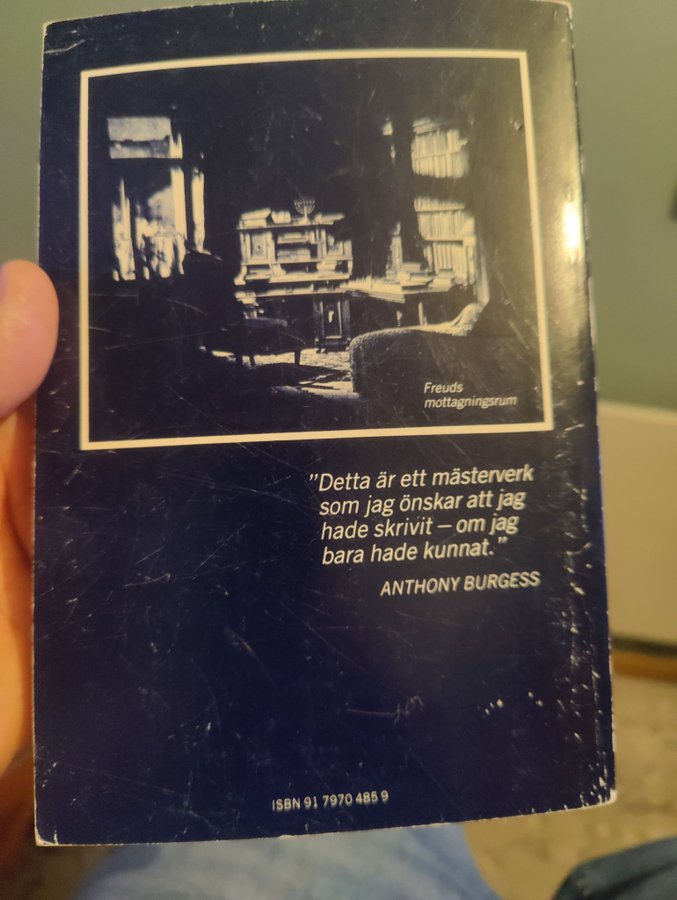 Freuds
mottagningsrum
”Detta är ett mästerverk
som jag önskar att jag
hade skrivit – om jag
bara hade kunnat.”
ANTHONY BURGESS
ISBN 91 7970 485 9